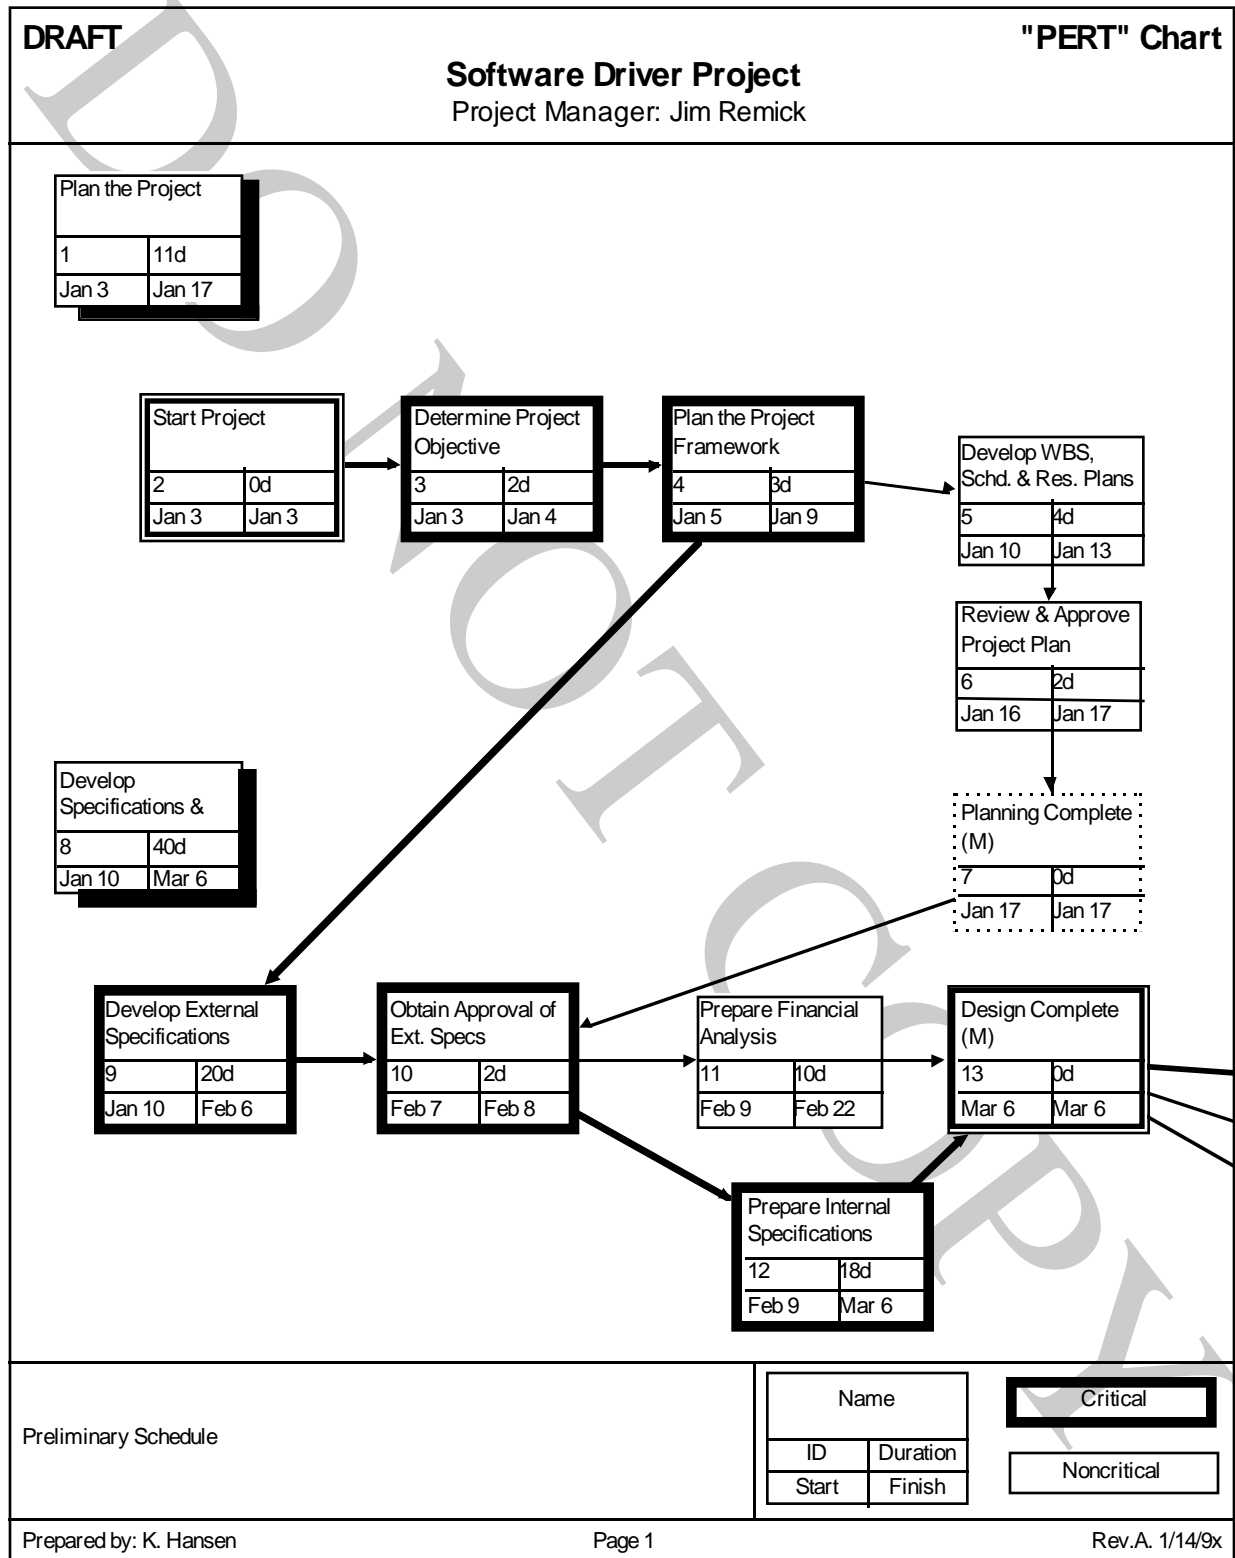 DRAFT
"PERT" Chart
Software Driver Project
Project Manager: Jim Remick
Plan the Project
1 11d
Jan 3 Jan 17
Start Project
2 0d
Jan 3 Jan 3
Determine Project
Objective
3 2d
Jan 3 Jan 4
Plan the Project
Framework
4 3d
Jan 5 Jan 9
Develop WBS,
Schd. & Res. Plans
5 4d
Jan 10 Jan 13
Review & Approve
Project Plan
6 2d
Jan 16 Jan 17
Develop
Specifications &
8 40d
Jan 10 Mar 6
Planning Complete
(M)
7 0d
Jan 17 Jan 17
Develop External
Specifications
9 20d
Jan 10 Feb 6
Obtain Approval of
Ext. Specs
10 2d
Feb 7 Feb 8
Prepare Financial
Analysis
11 10d
Feb 9 Feb 22
Design Complete
(M)
13 0d
Mar 6 Mar 6
Prepare Internal
Specifications
12 18d
Feb 9 Mar 6
Preliminary Schedule
Name
ID Duration
Start Finish
Critical
Noncritical
Prepared by: K. Hansen
Page 1
Rev.A. 1/14/9x
DO NOT COPY